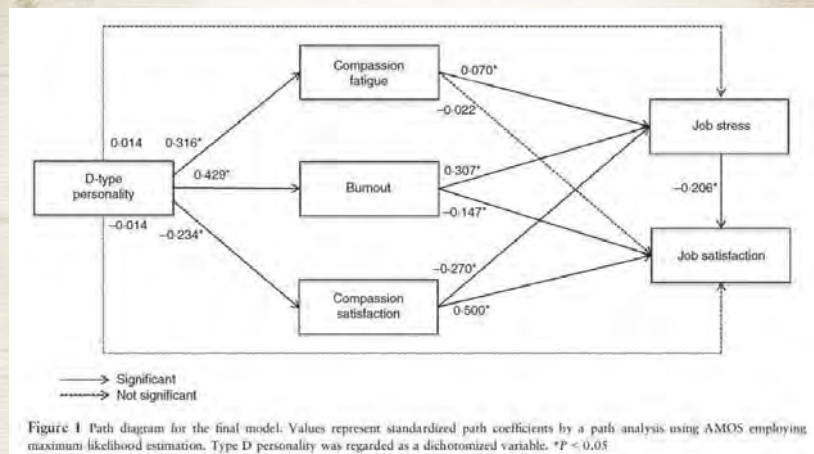 Compassion
fatigue
0·070*
−0·022
Job stress
0·014
0·316*
0·429*
D-type
personality
−0·014
−0·234*
Burnout
0·307*
−0·147*
−0·206*
Job satisfaction
−0·270*
Compassion
satisfaction
0·500*
Significant
Not significant
Figure 1 Path diagram for the final model. Values represent standardized path coefficients by a path analysis using AMOS employing
maximum likelihood estimation. Type D personality was regarded as a dichotomized variable. *P < 0.05